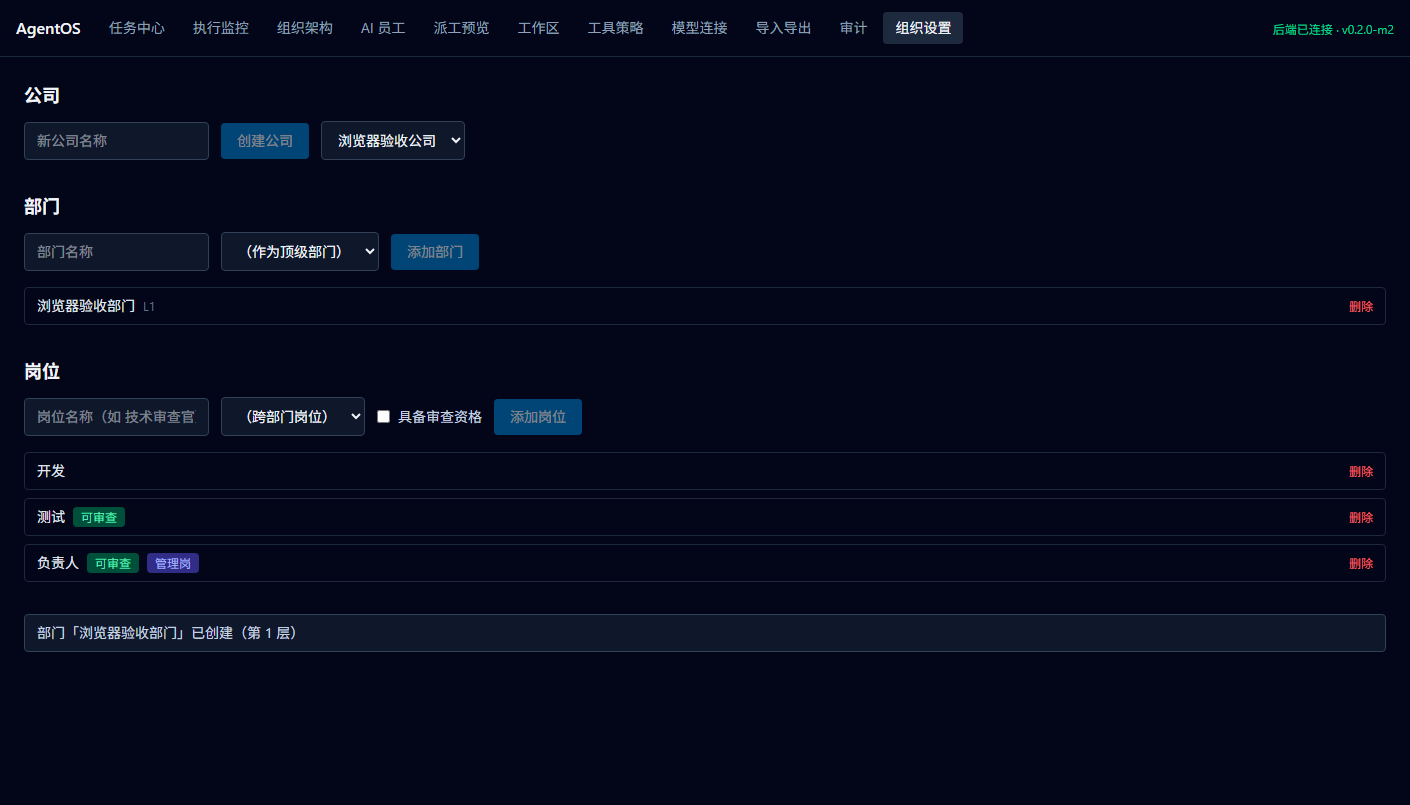 AgentOS 任务中心 执行监控 组织架构 AI 员工 派工预览 工作区 工具策略 模型连接 导入导出 审计 组织设置 后端已连接 · v0.2.0-m2
公司
新公司名称 创建公司 浏览器验收公司
部门
部门名称 （作为顶级部门） 添加部门
浏览器验收部门 L1 删除
岗位
岗位名称（如 技术审查官 （跨部门岗位） 具备审查资格 添加岗位
开发 删除
测试 可审查 删除
负责人 可审查 管理岗 删除
部门「浏览器验收部门」已创建（第 1 层）